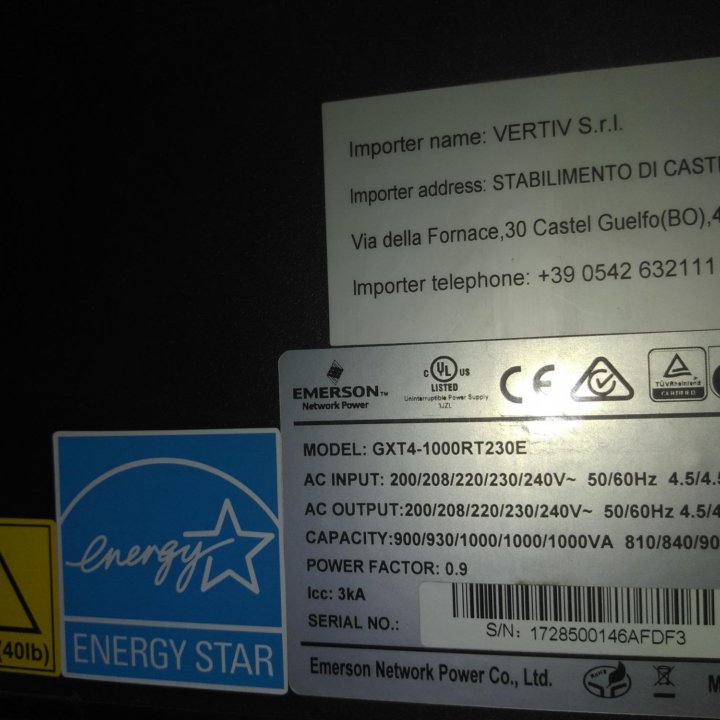 Importer name: VERTIV S.r.l.
Importer address: STABILIMENTO DI CASTE
Via della Fornace,30 Castel Guelfo(BO),4
Importer telephone: +39 0542 632111
EMERSON™
Network Power
C UL US
LISTED
Uninterruptible Power Supply
CE
TÜVRheinland
CERTIFIED
MODEL: GXT4-1000RT230E
AC INPUT: 200/208/220/230/240V~ 50/60Hz 4.5/4.5
AC OUTPUT:200/208/220/230/240V~ 50/60Hz 4.5/4
CAPACITY:900/930/1000/1000/1000VA 810/840/90
POWER FACTOR: 0.9
Icc: 3kA
SERIAL NO.:
S/N: 1728500146AFDF3
Emerson Network Power Co., Ltd.
M
energy
ENERGY STAR
(40lb)